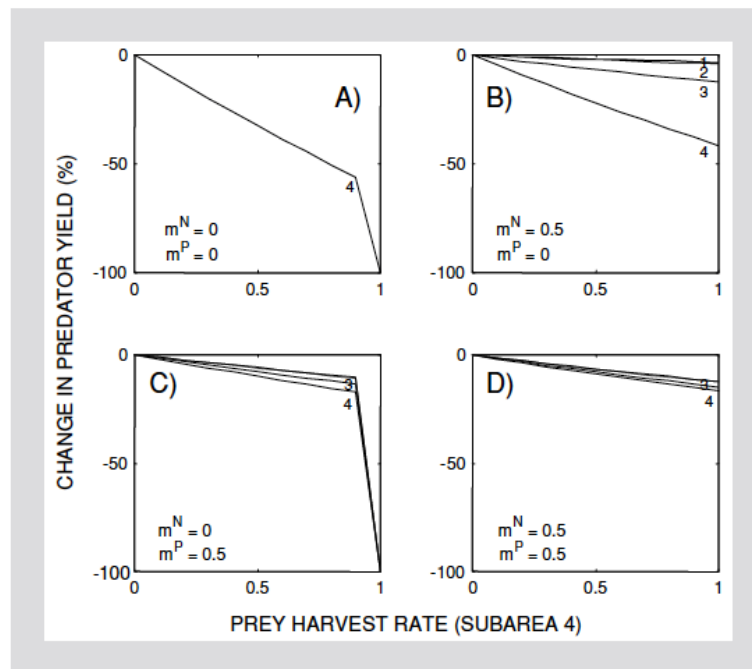 CHANGE IN PREDATOR YIELD (%)
0
-50
-100
A)
4
m^N = 0
m^P = 0
0
0.5
1
0
-50
-100
B)
1
2
3
4
m^N = 0.5
m^P = 0
0
0.5
1
0
-50
-100
C)
3
4
m^N = 0
m^P = 0.5
0
0.5
1
0
-50
-100
D)
3
4
m^N = 0.5
m^P = 0.5
0
0.5
1
PREY HARVEST RATE (SUBAREA 4)